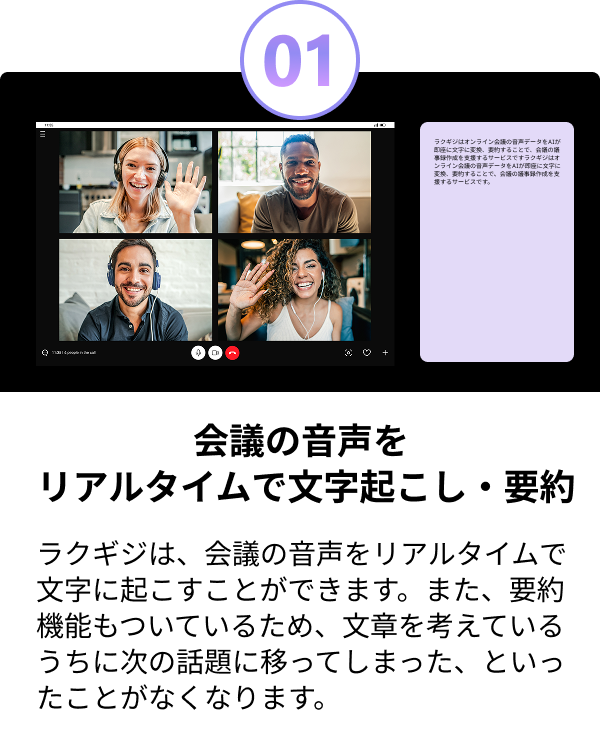 01
11:35
ラクギジはオンライン会議の音声データをAIが
即座に文字に変換、要約することで、会議の議
事録作成を支援するサービスですラクギジはオ
ンライン会議の音声データをAIが即座に文字に
変換、要約することで、会議の議事録作成を支
援するサービスです。
11:35 | 4 people in the call
会議の音声を
リアルタイムで文字起こし・要約
ラクギジは、会議の音声をリアルタイムで
文字に起こすことができます。また、要約
機能もついているため、文章を考えている
うちに次の話題に移ってしまった、といっ
たことがなくなります。